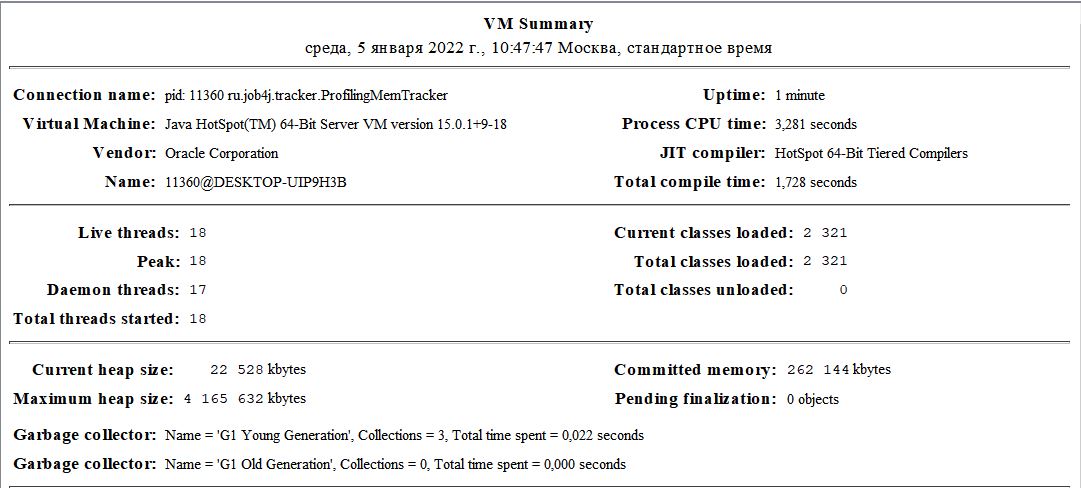 VM Summary
среда, 5 января 2022 г., 10:47:47 Москва, стандартное время
Connection name: pid: 11360 ru.job4j.tracker.ProfilingMemTracker
Uptime: 1 minute
Virtual Machine: Java HotSpot(TM) 64-Bit Server VM version 15.0.1+9-18
Process CPU time: 3,281 seconds
Vendor: Oracle Corporation
JIT compiler: HotSpot 64-Bit Tiered Compilers
Name: 11360@DESKTOP-UIP9H3B
Total compile time: 1,728 seconds
Live threads: 18
Current classes loaded: 2 321
Peak: 18
Total classes loaded: 2 321
Daemon threads: 17
Total classes unloaded: 0
Total threads started: 18
Current heap size: 22 528 kbytes
Committed memory: 262 144 kbytes
Maximum heap size: 4 165 632 kbytes
Pending finalization: 0 objects
Garbage collector: Name = 'G1 Young Generation', Collections = 3, Total time spent = 0,022 seconds
Garbage collector: Name = 'G1 Old Generation', Collections = 0, Total time spent = 0,000 seconds